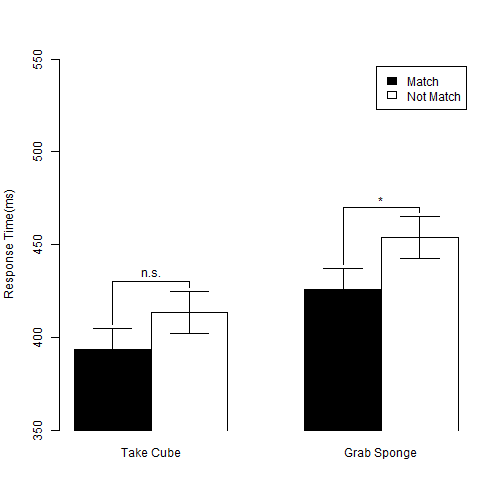 550
500
450
400
350
Response Time(ms)
Match
Not Match
n.s.
*
Take Cube
Grab Sponge